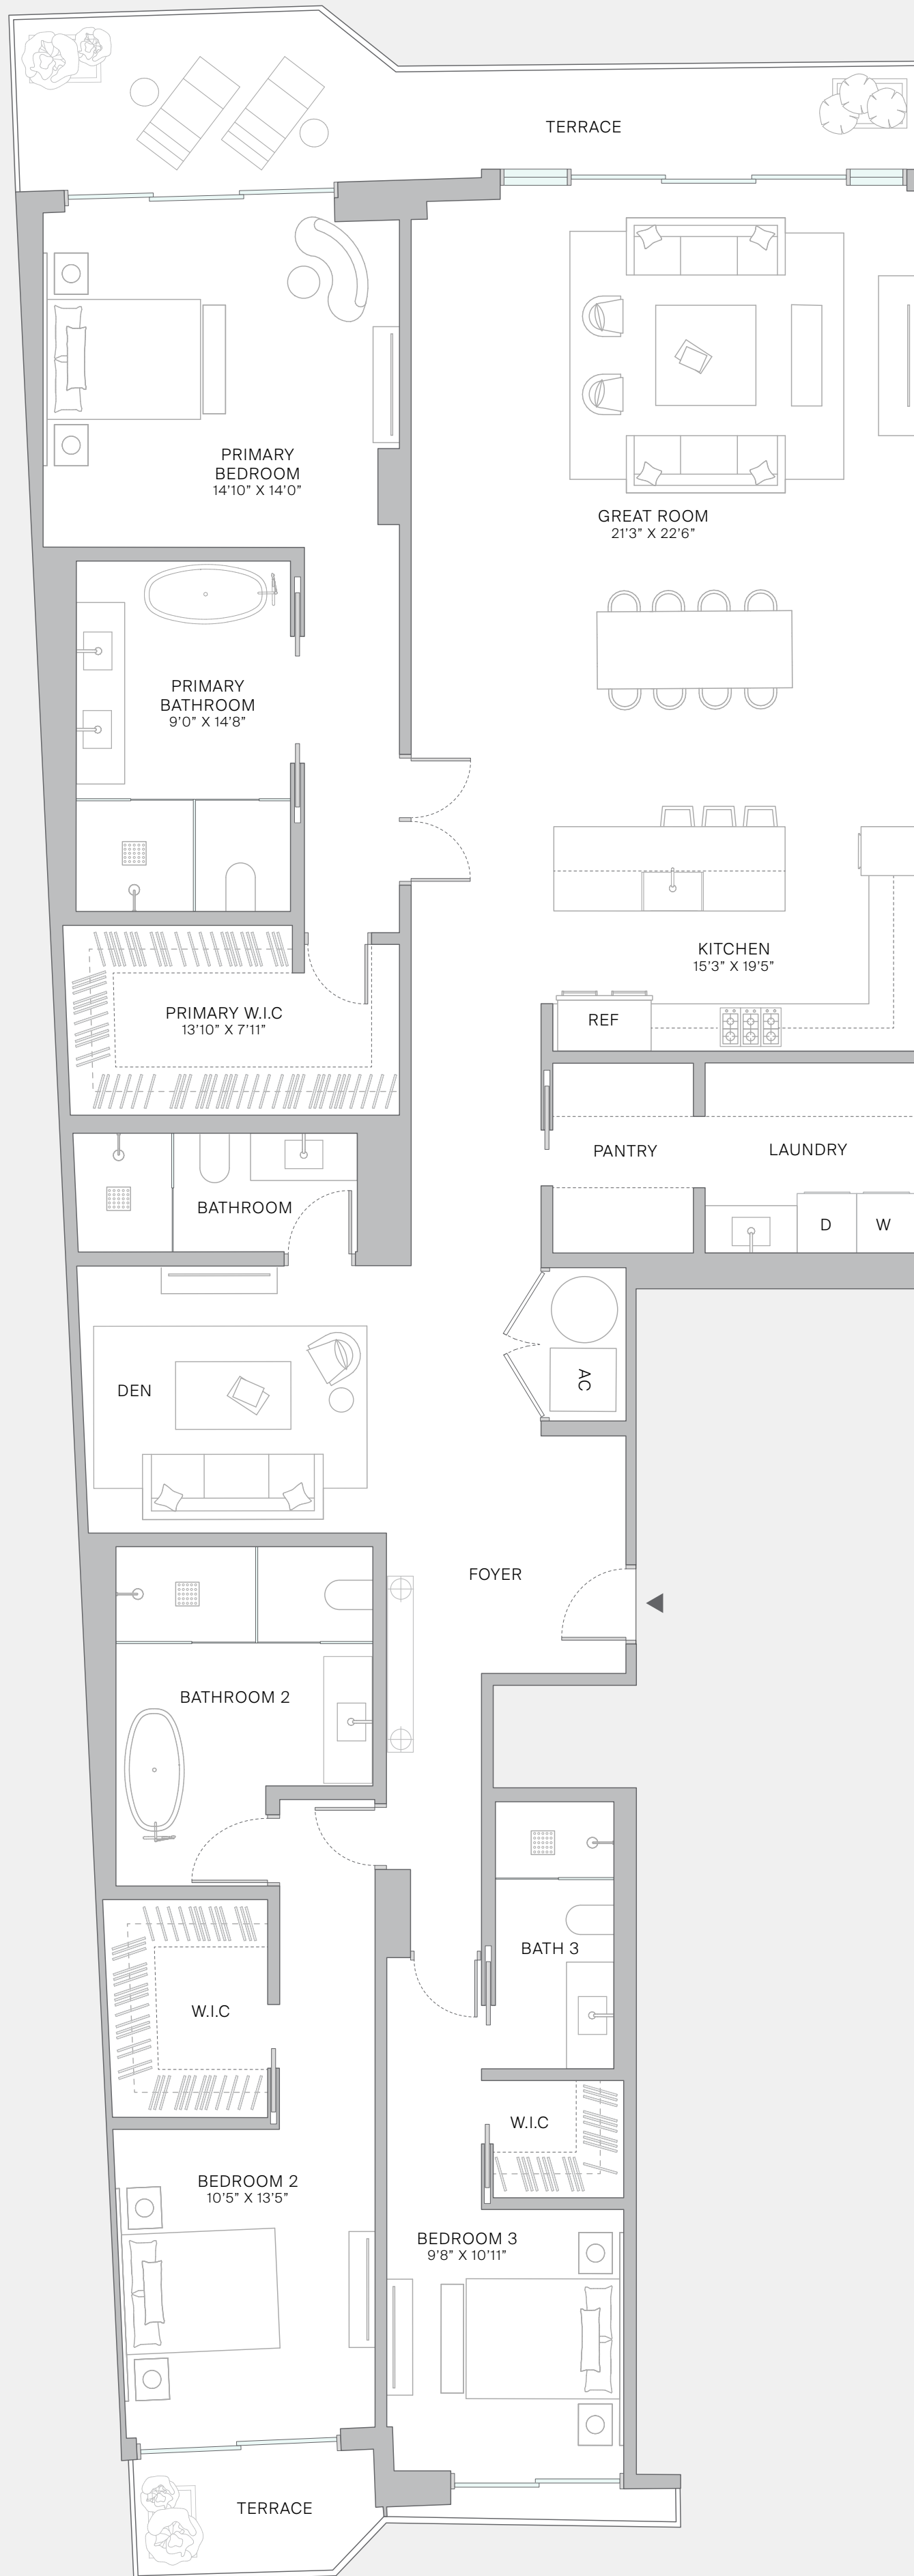 TERRACE
PRIMARY
BEDROOM
14'10" X 14'0"
GREAT ROOM
21'3" X 22'6"
PRIMARY
BATHROOM
9'0" X 14'8"
KITCHEN
15'3" X 19'5"
PRIMARY W.I.C
13'10" X 7'11"
REF
PANTRY
LAUNDRY
BATHROOM
D
W
DEN
AC
FOYER
BATHROOM 2
BATH 3
W.I.C
W.I.C
BEDROOM 2
10'5" X 13'5"
BEDROOM 3
9'8" X 10'11"
TERRACE